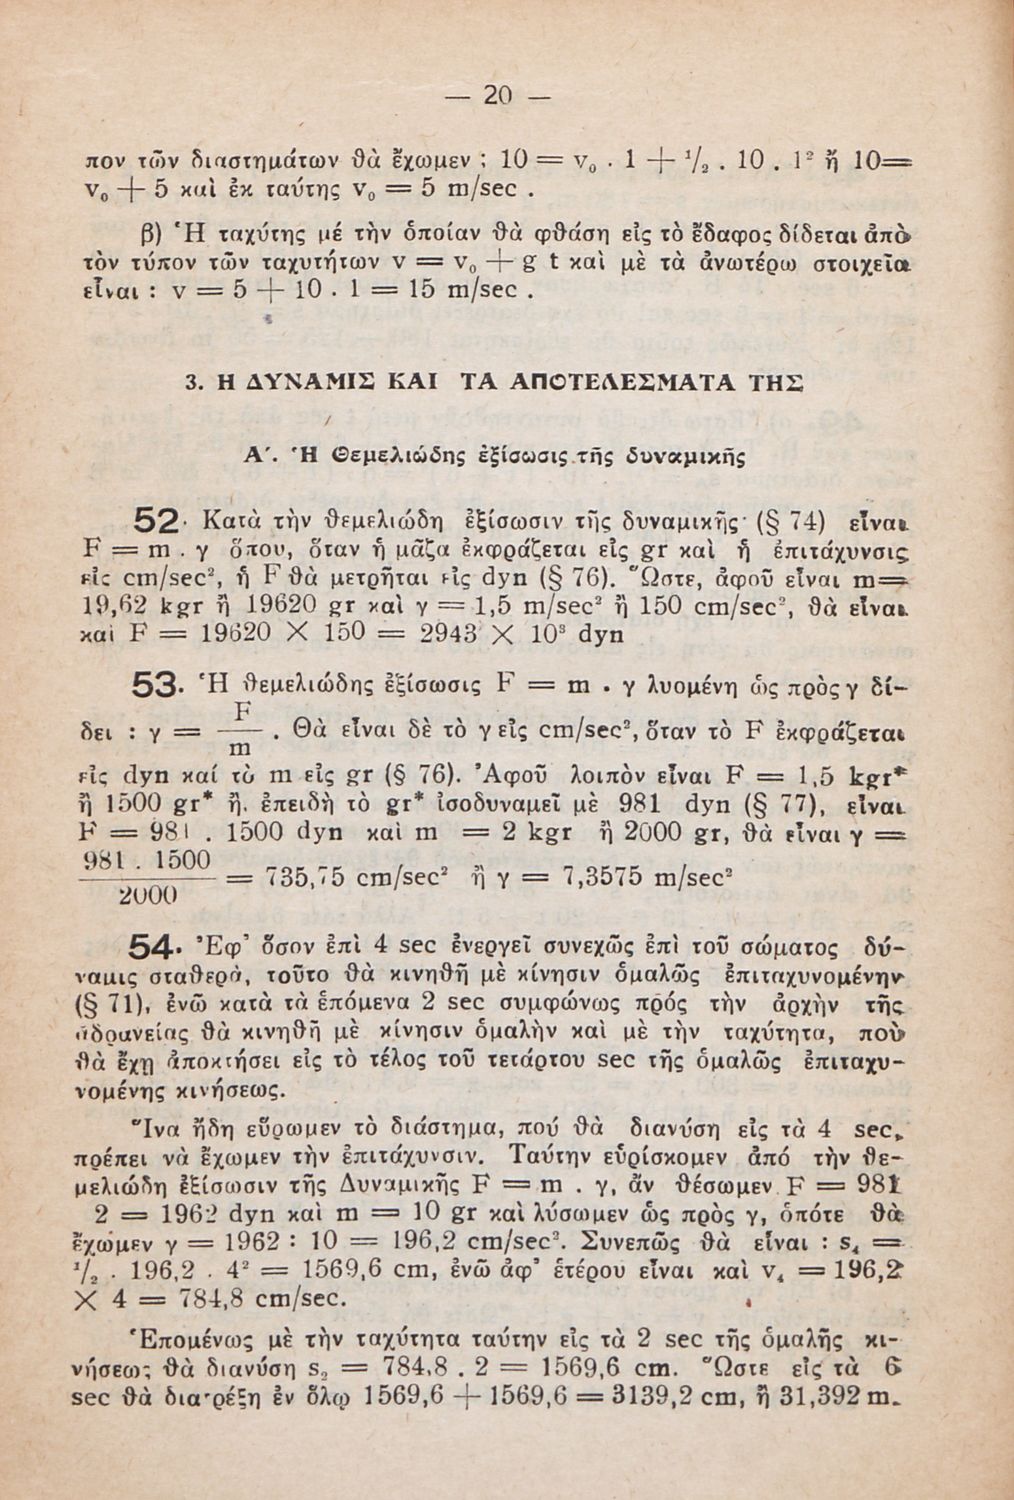 — 20 —
πον τῶν διαστημάτων θὰ ἔχωμεν : 10 = v₀ . 1 + ¹/₂ . 10 . 1² ἢ 10=
v₀ + 5 καὶ ἐκ ταύτης v₀ = 5 m/sec .
β) Ἡ ταχύτης μέ τὴν ὁποίαν θὰ φθάση εἰς τὸ ἔδαφος δίδεται ἀπὸ
τὸν τύπον τῶν ταχυτήτων v = v₀ + g t καὶ μὲ τὰ ἀνωτέρω στοιχεῖα
εἶναι : v = 5 + 10 . 1 = 15 m/sec .
3. Η ΔΥΝΑΜΙΣ ΚΑΙ ΤΑ ΑΠΟΤΕΛΕΣΜΑΤΑ ΤΗΣ
Α΄. Ἡ Θεμελιώδης ἐξίσωσις τῆς δυναμικῆς
52. Κατὰ τὴν θεμελιώδη ἐξίσωσιν τῆς δυναμικῆς (§ 74) εἶναι
F = m . γ ὅπου, ὅταν ἡ μᾶζα ἐκφράζεται εἰς gr καὶ ἡ ἐπιτάχυνσις
εἰς cm/sec², ἡ F θὰ μετρῆται εἰς dyn (§ 76). Ὥστε, ἀφοῦ εἶναι m=
19,62 kgr ἢ 19620 gr καὶ γ = 1,5 m/sec² ἢ 150 cm/sec², θὰ εἶναι
καὶ F = 19620 X 150 = 2943 X 10³ dyn
53. Ἡ θεμελιώδης ἐξίσωσις F = m . γ λυομένη ὡς πρὸς γ δί-
δει : γ = F/m . Θὰ εἶναι δὲ τὸ γ εἰς cm/sec², ὅταν τὸ F ἐκφράζεται
εἰς dyn καί τὸ m εἰς gr (§ 76). Ἀφοῦ λοιπὸν εἶναι F = 1,5 kgr*
ἢ 1500 gr* ἢ. ἐπειδὴ τὸ gr* ἰσοδυναμεῖ μὲ 981 dyn (§ 77), εἶναι
F = 981 . 1500 dyn καὶ m = 2 kgr ἢ 2000 gr, θὰ εἶναι γ =
981 . 1500/2000 = 735,75 cm/sec² ἢ γ = 7,3575 m/sec²
54. Ἐφ' ὅσον ἐπὶ 4 sec ἐνεργεῖ συνεχῶς ἐπὶ τοῦ σώματος δύ-
ναμις σταθερὰ, τοῦτο θὰ κινηθῆ μὲ κίνησιν ὁμαλῶς ἐπιταχυνομένην
(§ 71), ἐνῶ κατὰ τὰ ἑπόμενα 2 sec συμφώνως πρός τὴν ἀρχὴν τῆς
ἀδρανείας θὰ κινηθῆ μὲ κίνησιν ὁμαλὴν καὶ μὲ τὴν ταχύτητα, ποὺ
θὰ ἔχῃ ἀποκτήσει εἰς τὸ τέλος τοῦ τετάρτου sec τῆς ὁμαλῶς ἐπιταχυ-
νομένης κινήσεως.
Ἵνα ἤδη εὕρωμεν τὸ διάστημα, πού θὰ διανύση εἰς τὰ 4 sec,
πρέπει νὰ ἔχωμεν τὴν ἐπιτάχυνσιν. Ταύτην εὑρίσκομεν ἀπό τὴν θε-
μελιώδη ἐξίσωσιν τῆς Δυναμικῆς F = m . γ, ἂν θέσωμεν F = 981
2 = 1962 dyn καὶ m = 10 gr καὶ λύσωμεν ὡς πρὸς γ, ὁπότε θὰ
ἔχωμεν γ = 1962 : 10 = 196,2 cm/sec². Συνεπῶς θὰ εἶναι : s₄ =
¹/₂ . 196,2 . 4² = 1569,6 cm, ἐνῶ ἀφ' ἑτέρου εἶναι καὶ v₄ = 196,2
X 4 = 784,8 cm/sec.
Ἑπομένως μὲ τὴν ταχύτητα ταύτην εἰς τὰ 2 sec τῆς ὁμαλῆς κι-
νήσεως θὰ διανύση s₂ = 784,8 . 2 = 1569,6 cm. Ὥστε εἰς τὰ 6
sec θὰ διατρέξη ἐν ὅλῳ 1569,6 + 1569,6 = 3139,2 cm, ἢ 31,392 m.